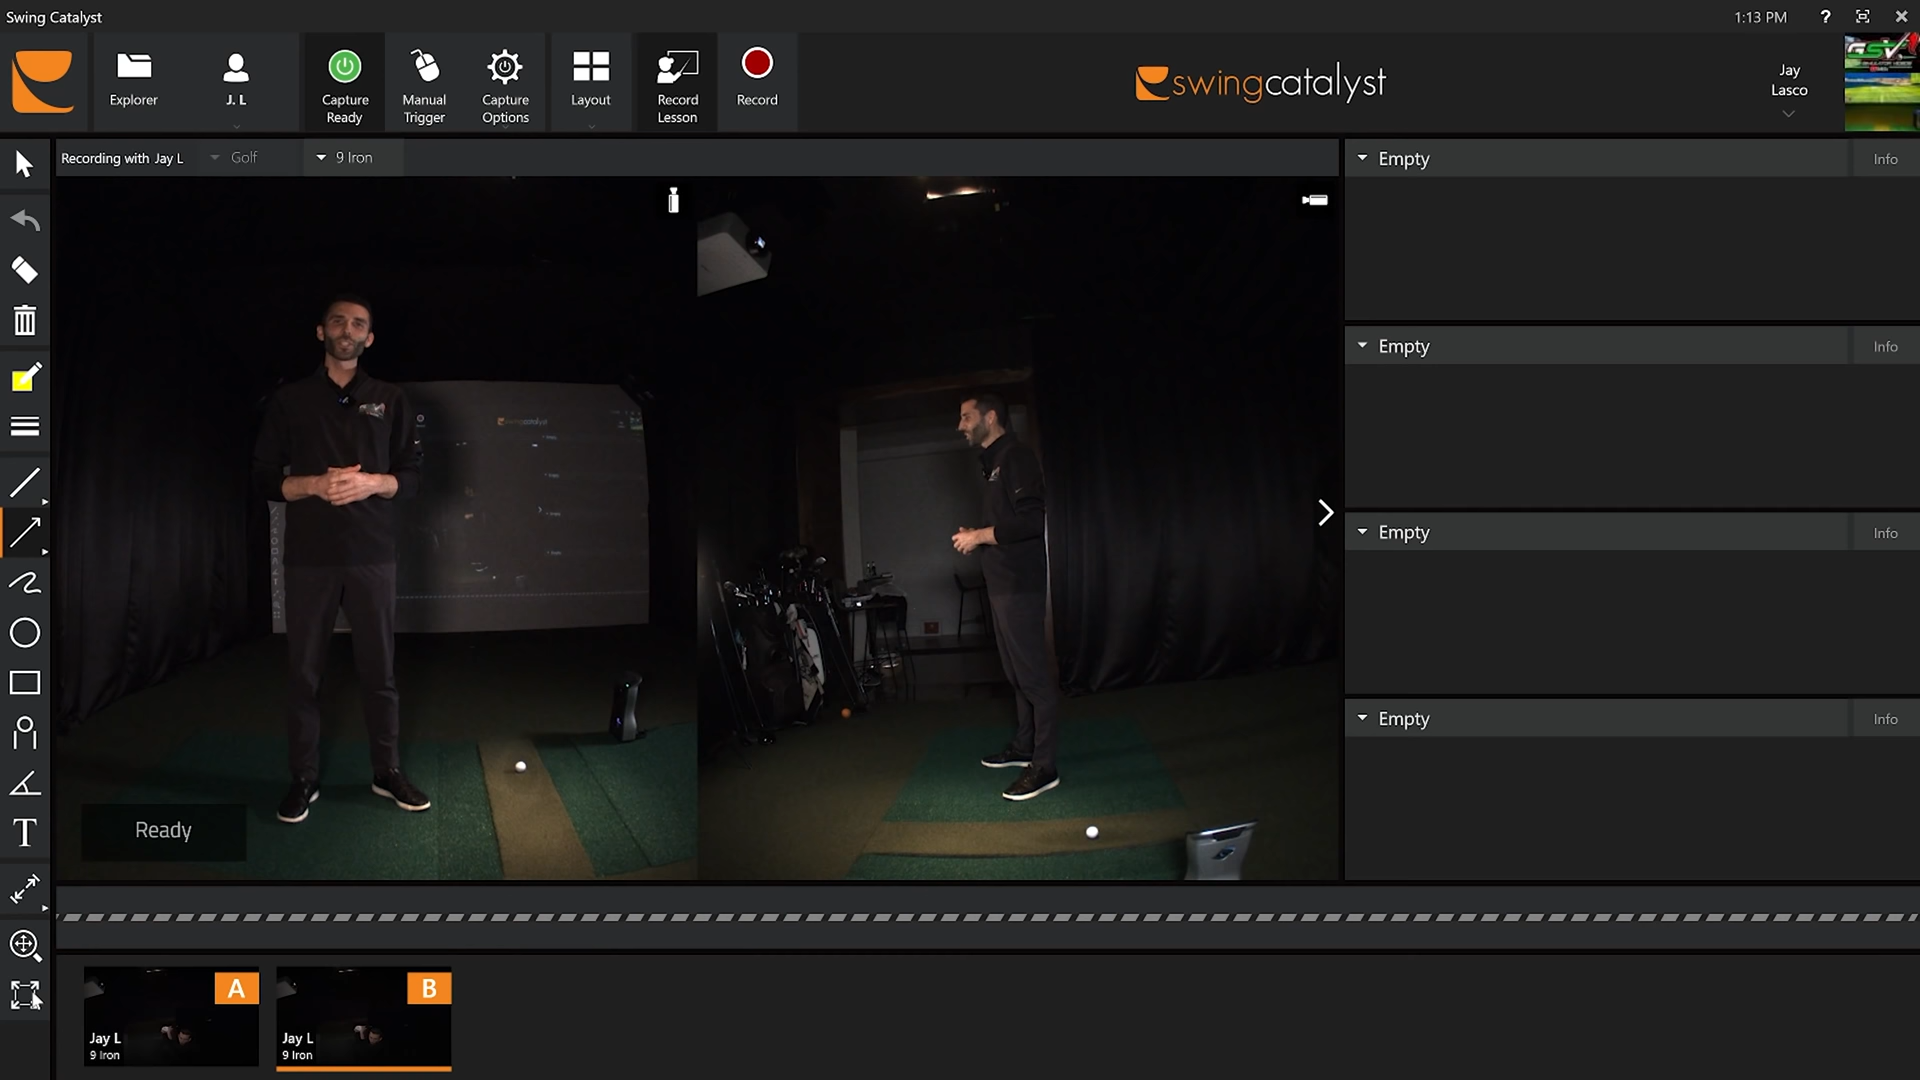 Swing Catalyst
1:13 PM
?
Explorer
J. L
Capture
Ready
Manual
Trigger
Capture
Options
Layout
Record
Lesson
Record
swingcatalyst
Jay
Lasco
GSV
Recording with Jay L
Golf
9 Iron
Empty
Info
Empty
Info
Empty
Info
Empty
Info
swingcatalyst
Ready
T
A
Jay L
9 Iron
B
Jay L
9 Iron